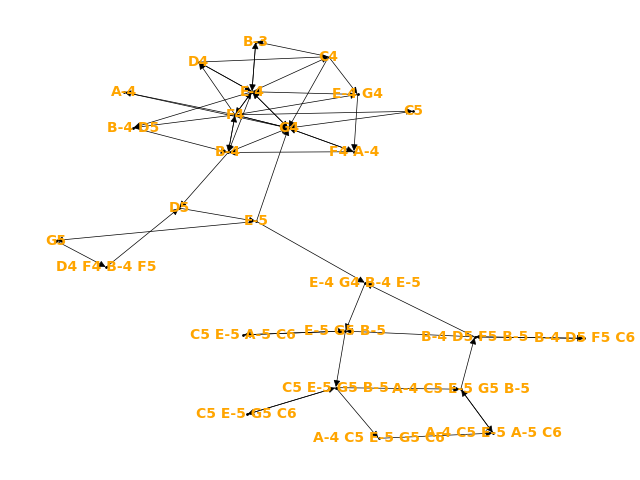 B-3
C4
D4
E-4
A-4
E-4 G4
C5
F4
B-4 D5
G4
B-4
F4 A-4
D5
E-5
G5
D4 F4 B-4 F5
E-4 G4 B-4 E-5
C5 E-5 A-5 C6
E-5 G5 B-5
B-4 D5 F5 B-5
B-4 D5 F5 C6
C5 E-5 G5 B-5
A-4 C5 E-5 G5 B-5
C5 E-5 G5 C6
A-4 C5 E-5 G5 C6
A-4 C5 E-5 A-5 C6